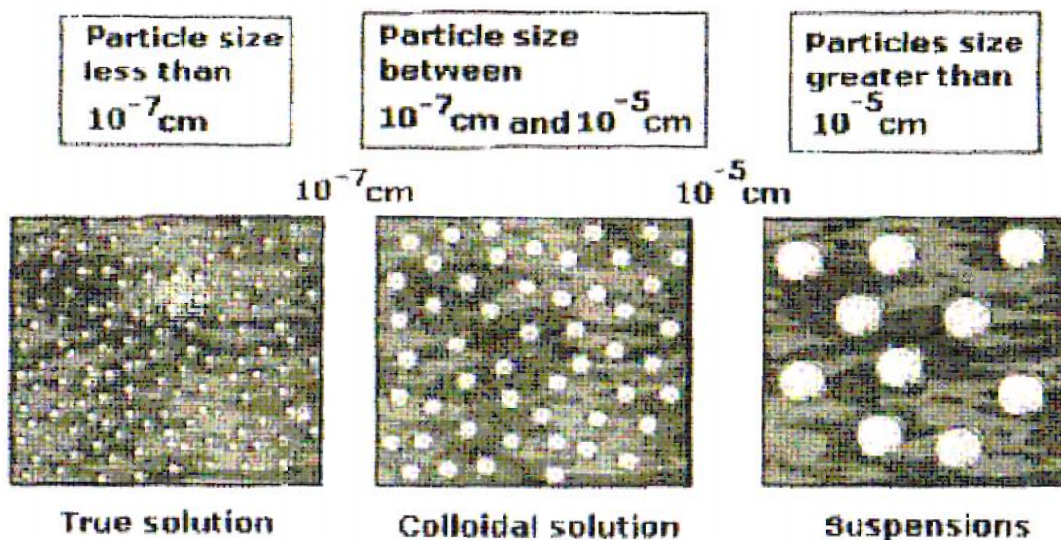 Particle size
less than
10⁻⁷cm
Particle size
between
10⁻⁷cm and 10⁻⁵cm
Particles size
greater than
10⁻⁵cm
10⁻⁷cm
10⁻⁵cm
True solution
Colloidal solution
Suspensions